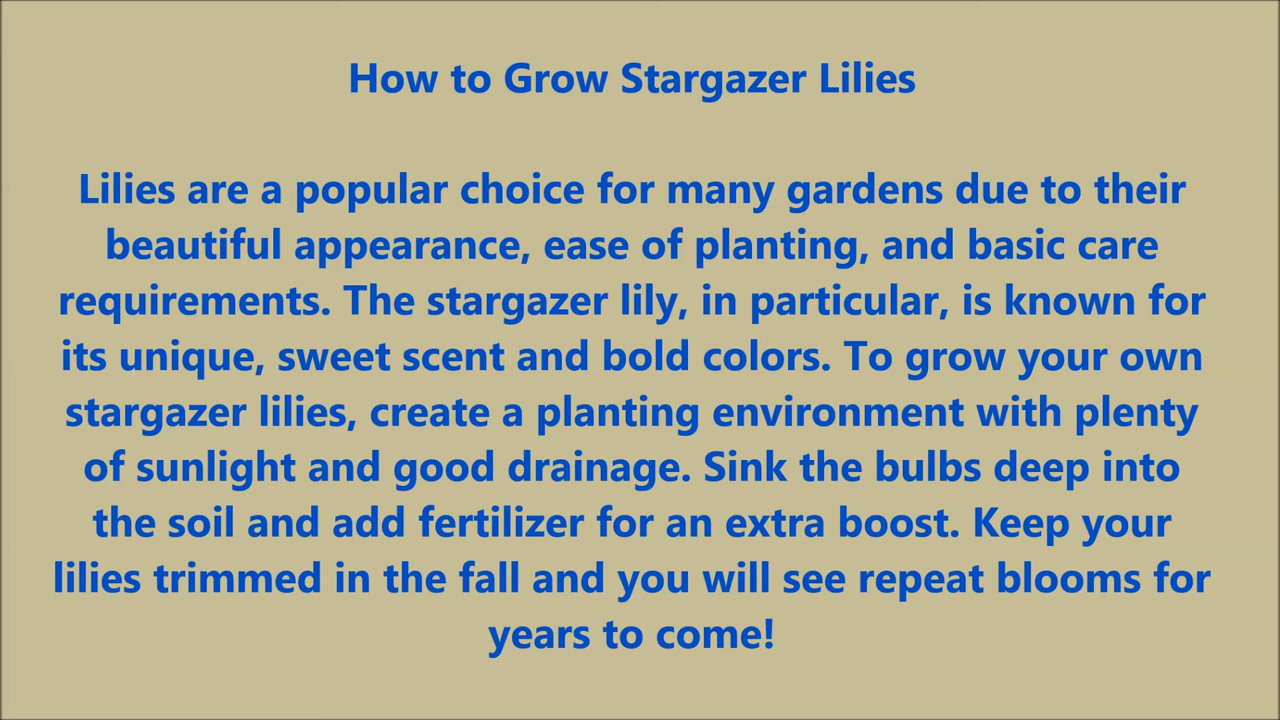 How to Grow Stargazer Lilies
Lilies are a popular choice for many gardens due to their
beautiful appearance, ease of planting, and basic care
requirements. The stargazer lily, in particular, is known for
its unique, sweet scent and bold colors. To grow your own
stargazer lilies, create a planting environment with plenty
of sunlight and good drainage. Sink the bulbs deep into
the soil and add fertilizer for an extra boost. Keep your
lilies trimmed in the fall and you will see repeat blooms for
years to come!